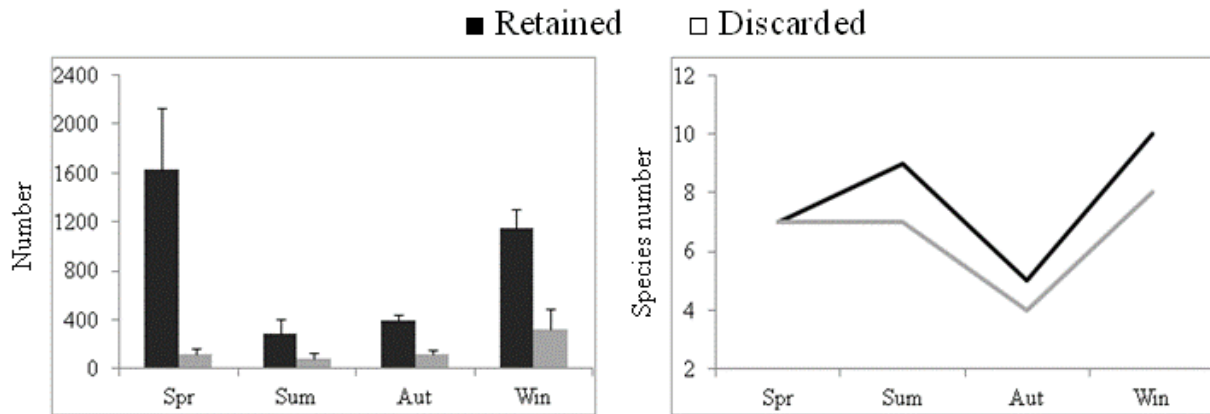 Retained Discarded
Number
2400
2000
1600
1200
800
400
0
Spr Sum Aut Win
Species number
12
10
8
6
4
2
Spr Sum Aut Win